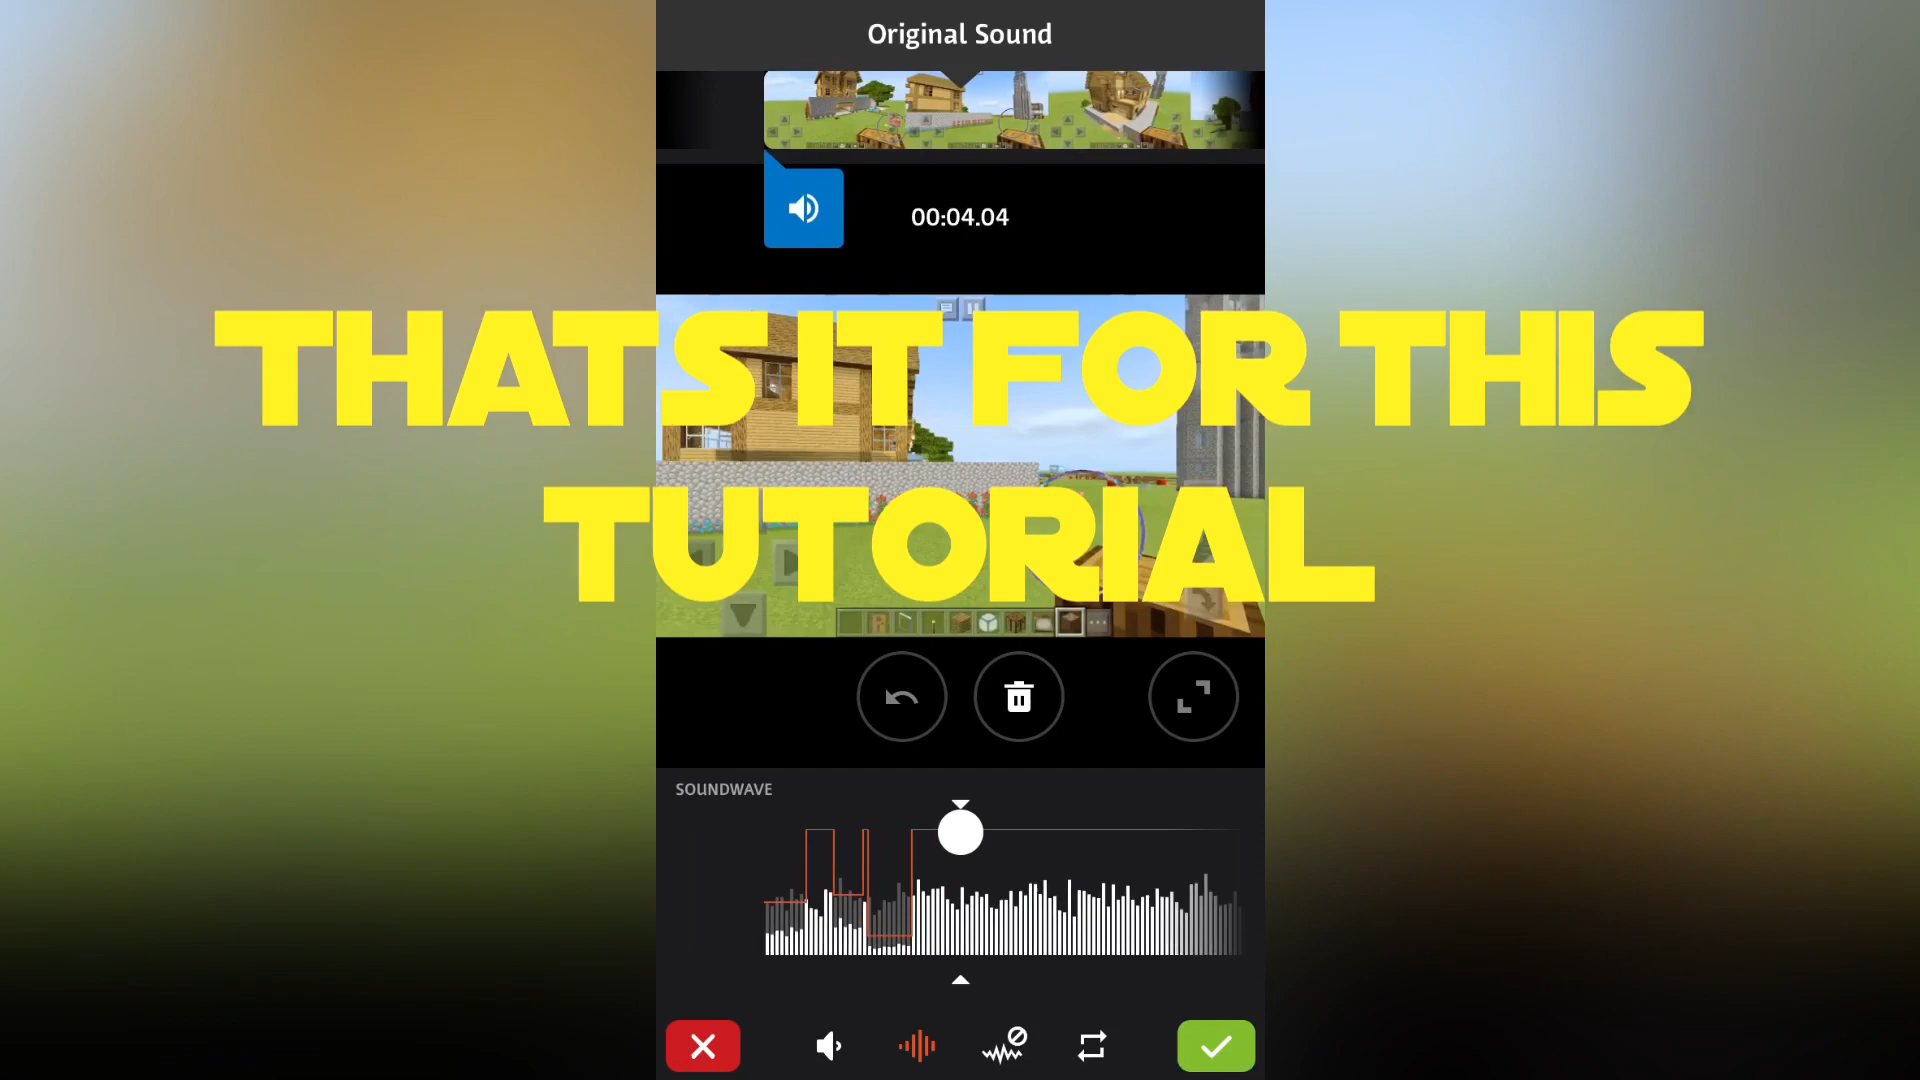 Original Sound
00:04.04
THATS IT FOR THIS
TUTORIAL
SOUNDWAVE